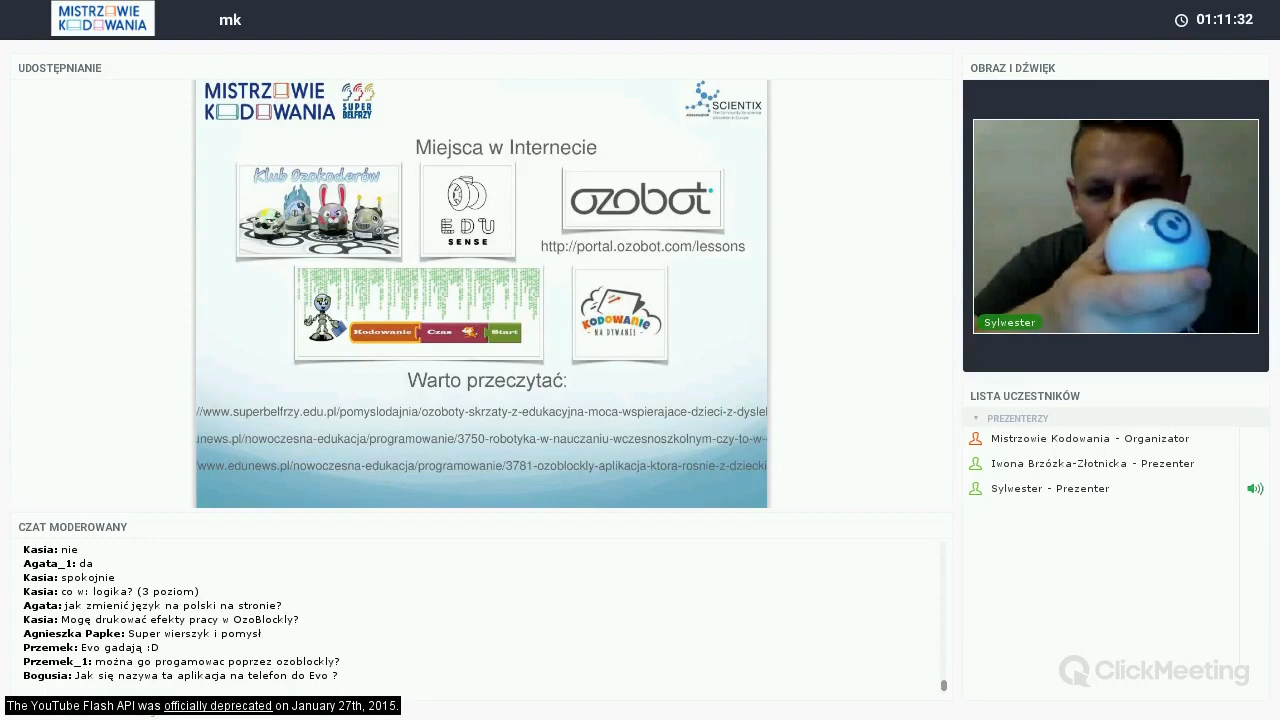 MISTRZOWIE
KODOWANIA
mk
01:11:32
UDOSTĘPNIANIE
MISTRZOWIE
KODOWANIA
SUPER
BELFRZY
SCIENTIX
Miejsca w Internecie
Klub Ozokoderów
EDU
SENSE
ozobot
http://portal.ozobot.com/lessons
Kodowanie Czas Start
KODOWANIE
- NA DYWANIE -
Warto przeczytać:
//www.superbelfrzy.edu.pl/pomyslodajnia/ozoboty-skrzaty-z-edukacyjna-moca-wspierajace-dzieci-z-dyslel
unews.pl/nowoczesna-edukacja/programowanie/3750-robotyka-w-nauczaniu-wczesnoszkolnym-czy-to-w-
/www.edunews.pl/nowoczesna-edukacja/programowanie/3781-ozoblockly-aplikacja-ktora-rosnie-z-dziecki
OBRAZ I DŹWIĘK
Sylwester
LISTA UCZESTNIKÓW
PREZENTERZY
Mistrzowie Kodowania - Organizator
Iwona Brzózka-Złotnicka - Prezenter
Sylwester - Prezenter
ClickMeeting
CZAT MODEROWANY
Kasia: nie
Agata_1: da
Kasia: spokojnie
Kasia: co w: logika? (3 poziom)
Agata: jak zmienić język na polski na stronie?
Kasia: Mogę drukować efekty pracy w OzoBlockly?
Agnieszka Papke: Super wierszyk i pomysł
Przemek: Evo gadają :D
Przemek_1: można go progamowac poprzez ozoblockly?
Bogusia: Jak się nazywa ta aplikacja na telefon do Evo ?
The YouTube Flash API was officially deprecated on January 27th, 2015.